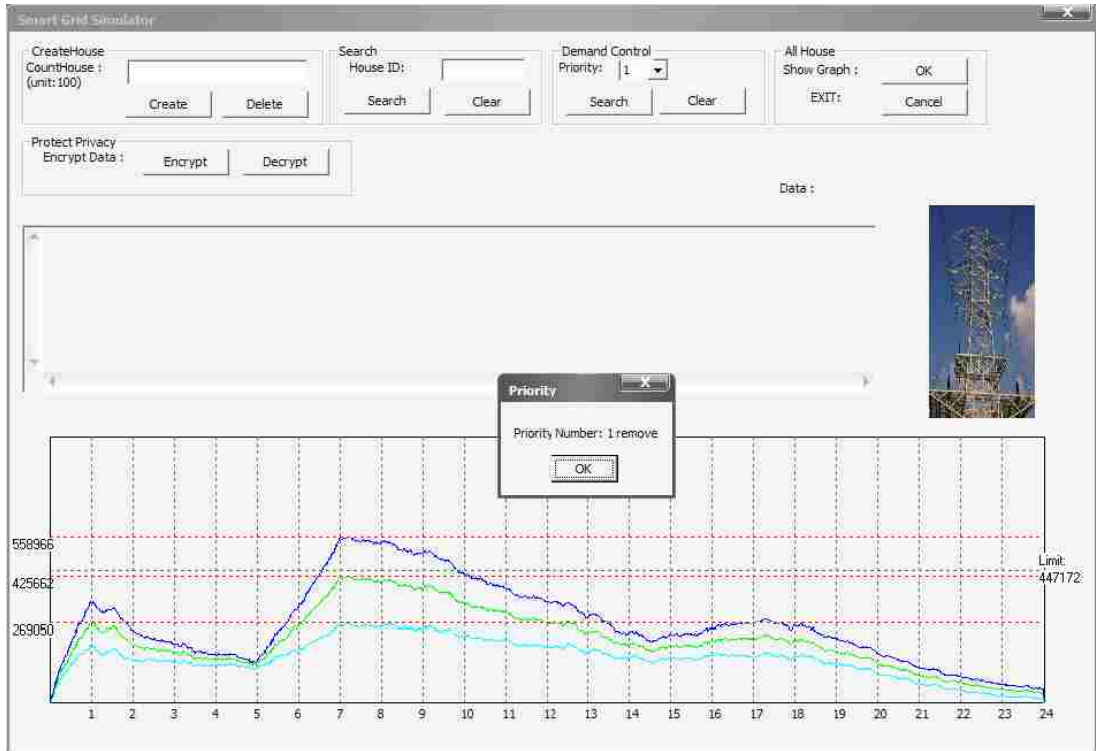 Smart Grid Simulator
CreateHouse
CountHouse :
(unit:100)
Create
Delete
Search
House ID:
Search
Clear
Demand Control
Priority:
1
Search
Clear
All House
Show Graph :
OK
EXIT:
Cancel
Protect Privacy
Encrypt Data :
Encrypt
Decrypt
Data :
Priority
Priority Number: 1 remove
OK
558966
425662
269050
Limit:
447172
1 2 3 4 5 6 7 8 9 10 11 12 13 14 15 16 17 18 19 20 21 22 23 24